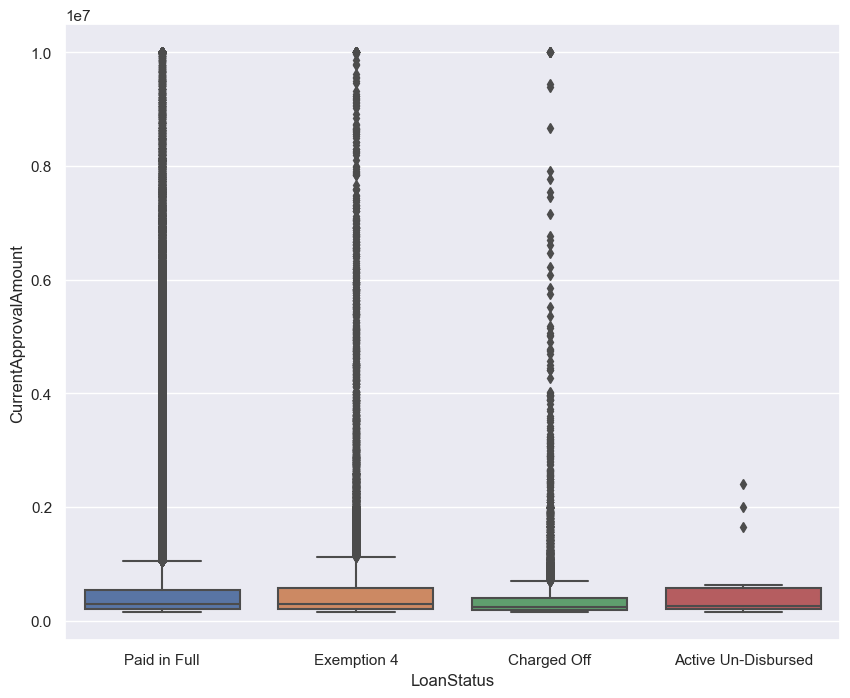 1e7
1.0
0.8
0.6
0.4
0.2
0.0
CurrentApprovalAmount
Paid in Full
Exemption 4
Charged Off
Active Un-Disbursed
LoanStatus